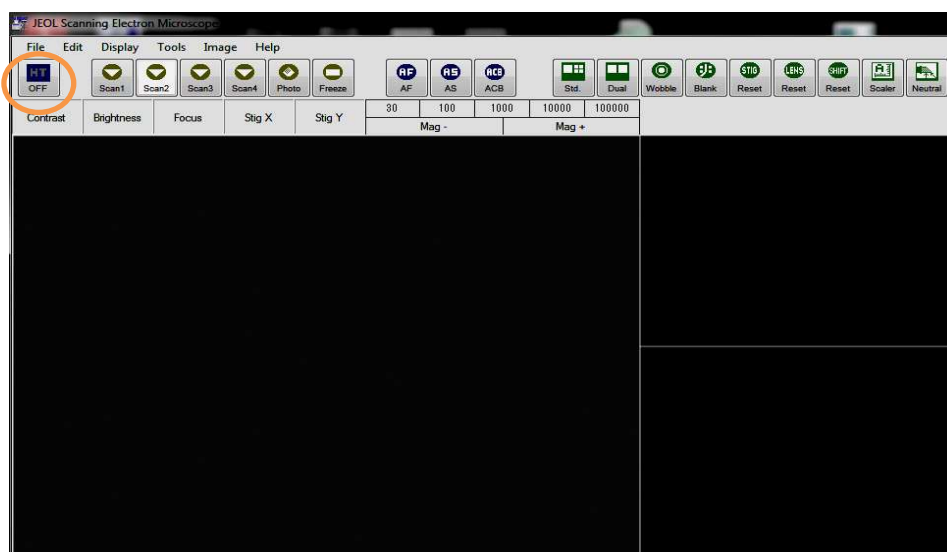 JEOL Scanning Electron Microscope
File Edit Display Tools Image Help
HT AF AS ACB STIG LENS SHIFT
OFF Scan1 Scan2 Scan3 Scan4 Photo Freeze AF AS ACB Std. Dual Wobble Blank Reset Reset Reset Scaler Neutral
Contrast Brightness Focus Stig X Stig Y 30 100 1000 10000 100000
Mag - Mag +